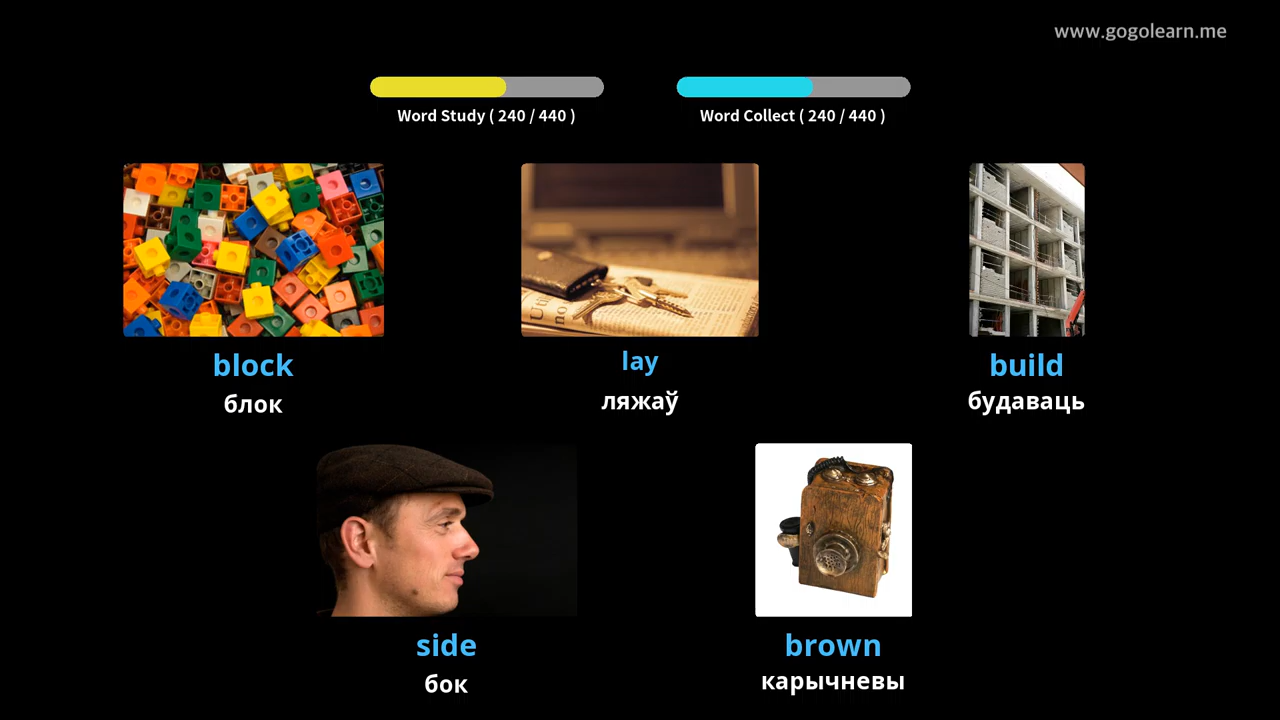 www.gogolearn.me
Word Study ( 240 / 440 )
Word Collect ( 240 / 440 )
block
блок
lay
ляжаў
build
будаваць
side
бок
brown
карычневы